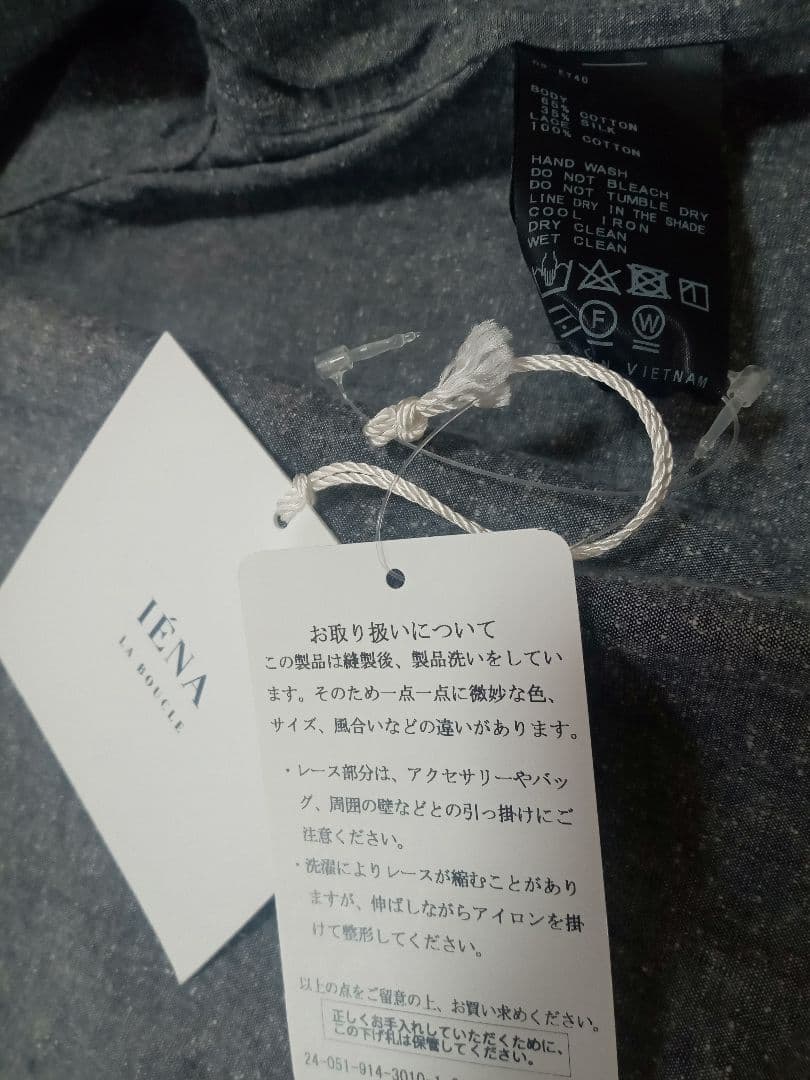 BODY
65% COTTON
35% SILK
LACE
100% COTTON
HAND WASH
DO NOT BLEACH
DO NOT TUMBLE DRY
LINE DRY IN THE SHADE
COOL IRON
DRY CLEAN
WET CLEAN
F W
VIETNAM
IÉNA
LA BOUCLE
お取り扱いについて
この製品は縫製後、製品洗いをしてい
ます。そのため一点一点に微妙な色、
サイズ、風合いなどの違いがあります。
・レース部分は、アクセサリーやバッ
グ、周囲の壁などとの引っ掛けにご
注意ください。
・洗濯によりレースが縮むことがあり
ますが、伸ばしながらアイロンを掛
けて整形してください。
以上の点をご留意の上、お買い求めください。
正しくお手入れしていただくために、
この下げ札は保管してください。
24-051-914-3010-1